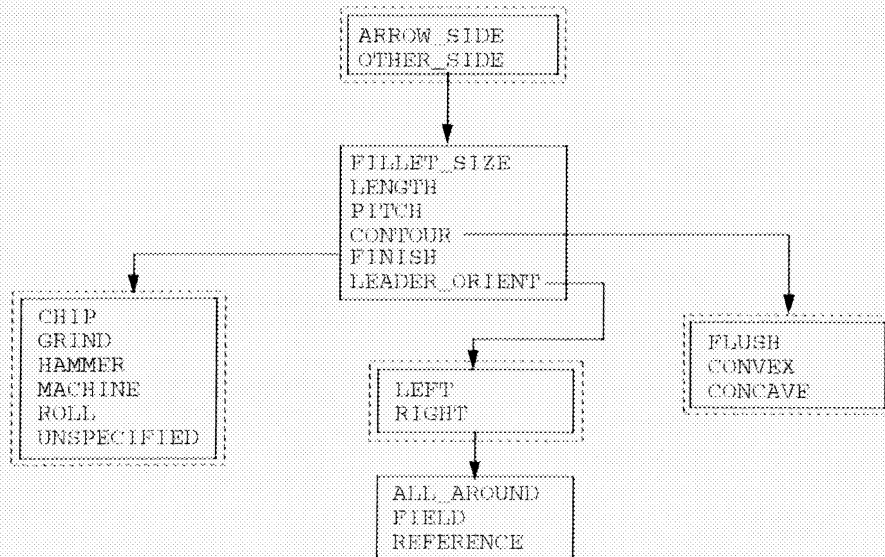 ARROW_SIDE
OTHER_SIDE
FILLET_SIZE
LENGTH
PITCH
CONTOUR
FINISH
LEADER_ORIENT
CHIP
GRIND
HAMMER
MACHINE
ROLL
UNSPECIFIED
LEFT
RIGHT
FLUSH
CONVEX
CONCAVE
ALL_AROUND
FIELD
REFERENCE